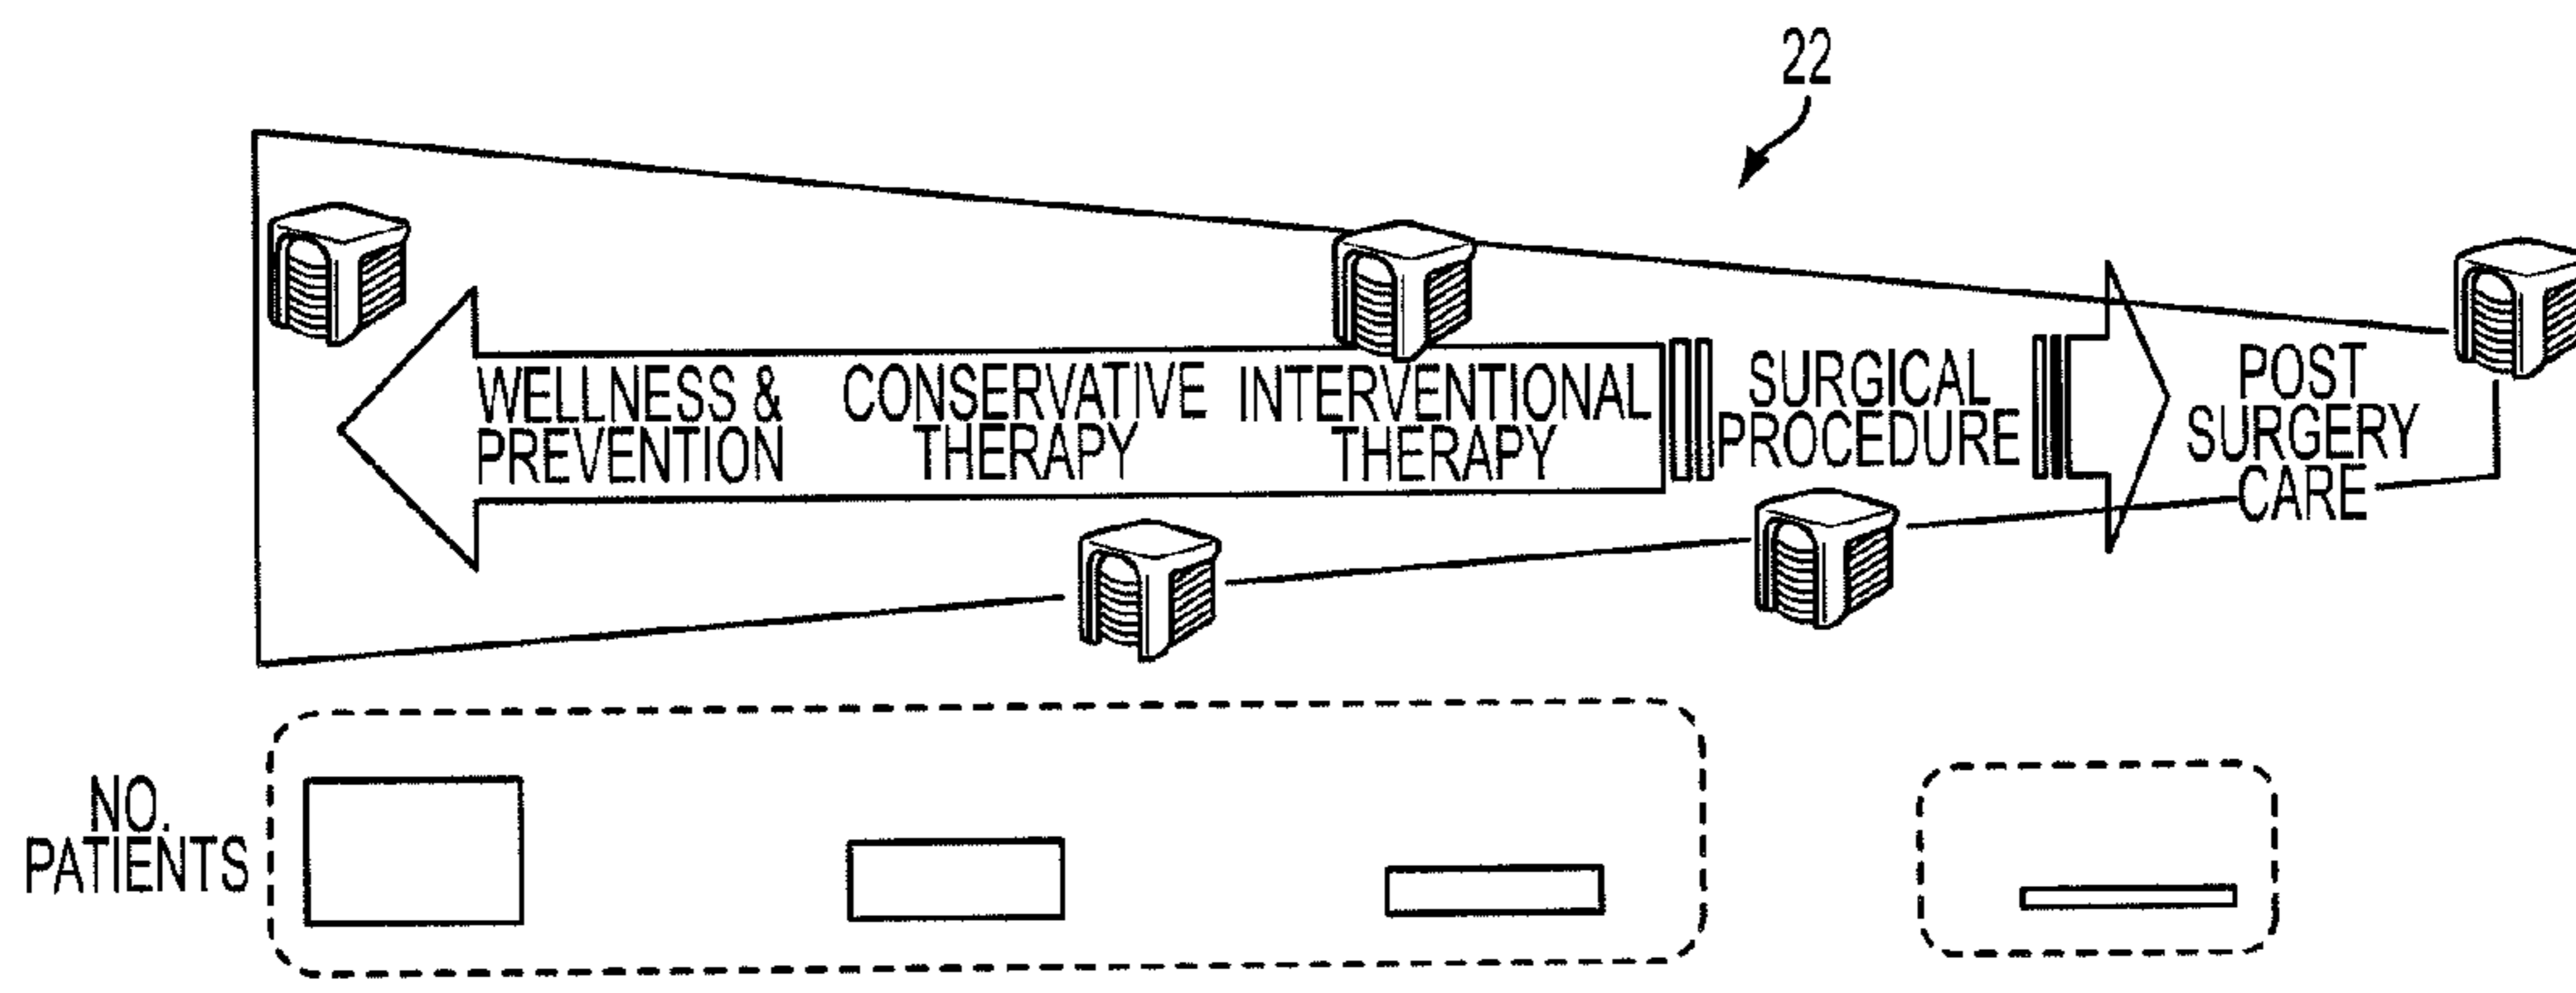 22
WELLNESS &
PREVENTION
CONSERVATIVE
THERAPY
INTERVENTIONAL
THERAPY
SURGICAL
PROCEDURE
POST
SURGERY
CARE
NO.
PATIENTS